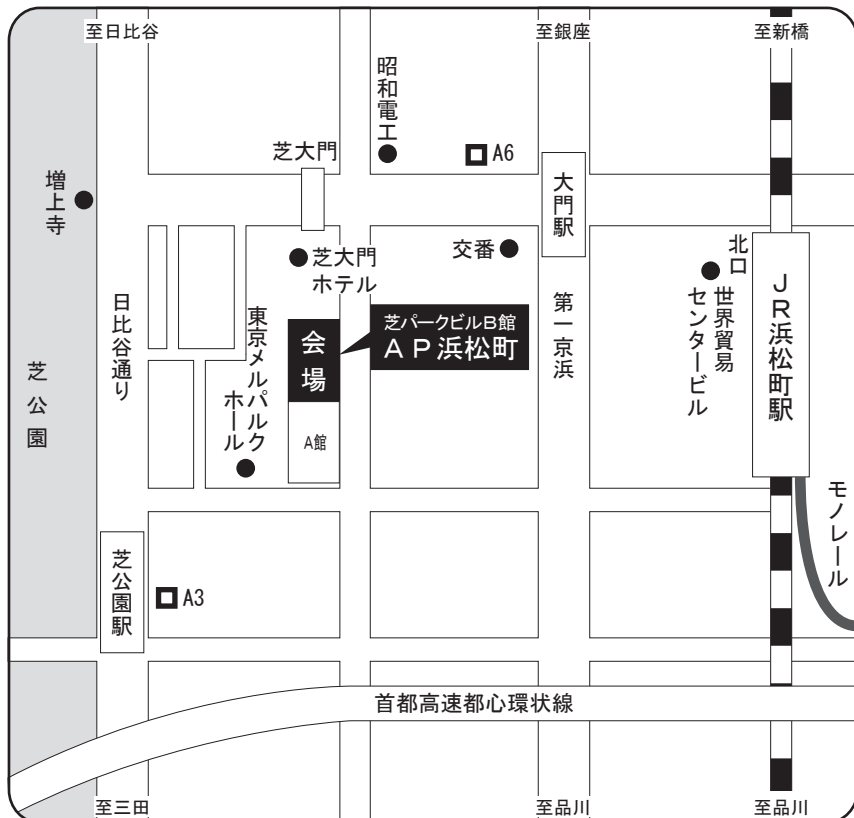 至日比谷
至銀座
至新橋
昭和電工
芝大門
A6
増上寺
大門駅
芝大門
ホテル
交番
北口
世界貿易
センタービル
JR浜松町駅
日比谷通り
東京メルパルク
ホール
会場
芝パークビルB館
AP浜松町
第一京浜
芝公園
A館
モノレール
芝公園駅
A3
首都高速都心環状線
至三田
至品川
至品川